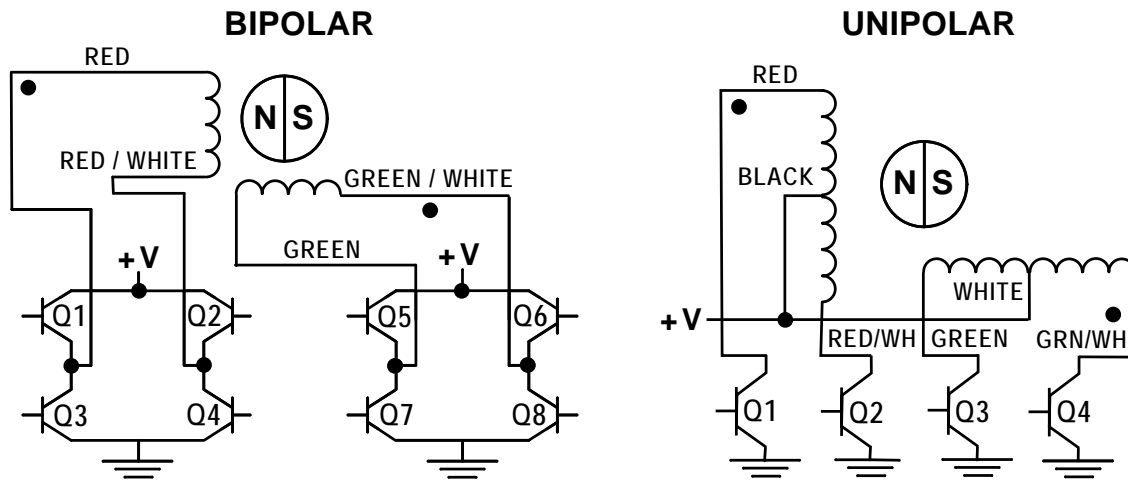 BIPOLAR
RED
N S
RED / WHITE
GREEN / WHITE
GREEN
+V
+V
Q1
Q2
Q5
Q6
Q3
Q4
Q7
Q8
UNIPOLAR
RED
BLACK
N S
WHITE
+V
RED/WH
GREEN
GRN/WH
Q1
Q2
Q3
Q4